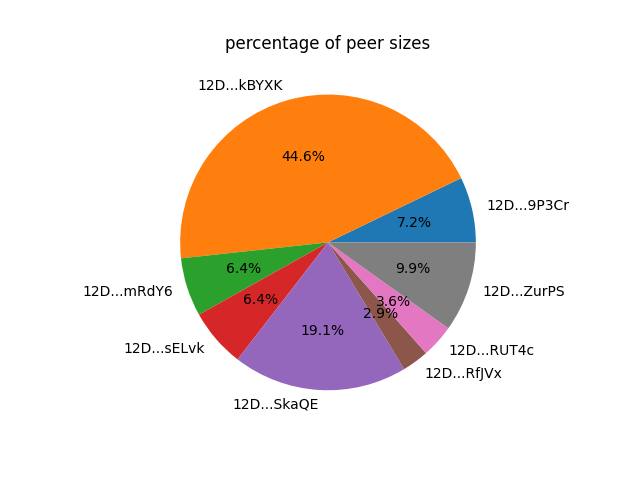 percentage of peer sizes
12D...kBYXK
44.6%
12D...9P3Cr
7.2%
6.4%
12D...mRdY6
9.9%
12D...ZurPS
6.4%
3.6%
2.9%
19.1%
12D...sELvk
12D...RUT4c
12D...RfJVx
12D...SkaQE